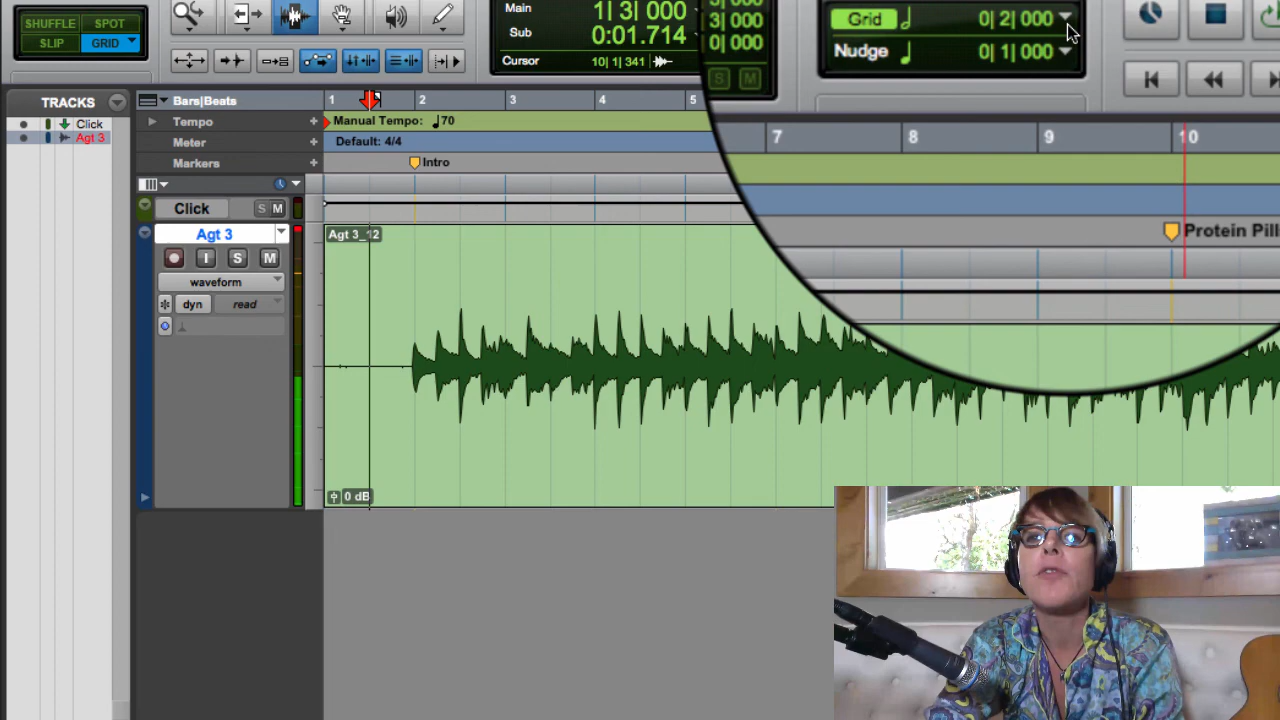 SHUFFLE SPOT
SLIP GRID
Main 1| 3| 000
Sub 0:01.714
Cursor 10| 1| 341
3| 000
0| 000
S M
Grid 0| 2| 000
Nudge 0| 1| 000
TRACKS
Click
Agt 3
Bars|Beats
1 2 3 4 5 7 8 9 10
Tempo + Manual Tempo: 70
Meter + Default: 4/4
Markers + Intro
Protein Pill
Click S M
Agt 3
I S M
waveform
dyn read
Agt 3_12
0 dB